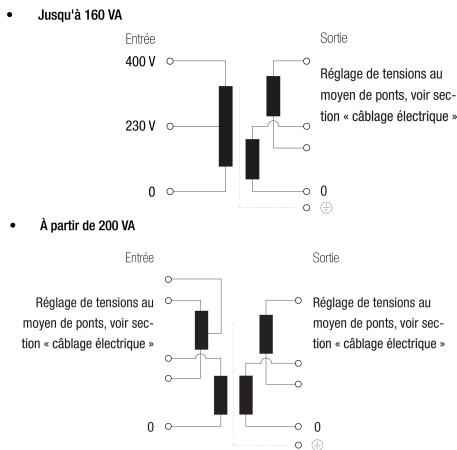 • Jusqu'à 160 VA
Entrée
Sortie
400 V
Réglage de tensions au
moyen de ponts, voir sec-
tion « câblage électrique »
230 V
0
0
• À partir de 200 VA
Entrée
Sortie
Réglage de tensions au
moyen de ponts, voir sec-
tion « câblage électrique »
Réglage de tensions au
moyen de ponts, voir sec-
tion « câblage électrique »
0
0